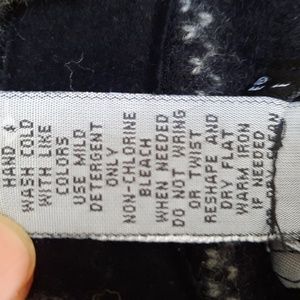 HAND &
WASH COLD
WITH LIKE
COLORS
USE MILD
DETERGENT
ONLY
NON-CHLORINE
BLEACH
WHEN NEEDED
DO NOT WRING
OR TWIST
RESHAPE AND
DRY FLAT
WARM IRON
IF NEEDED
CLEAN